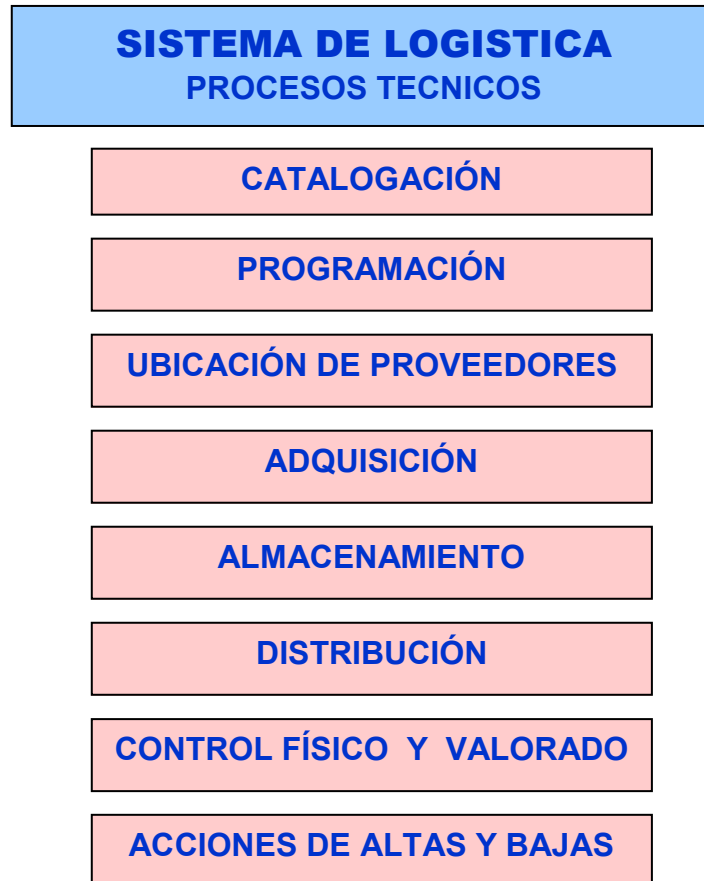 SISTEMA DE LOGISTICA
PROCESOS TECNICOS
CATALOGACIÓN
PROGRAMACIÓN
UBICACIÓN DE PROVEEDORES
ADQUISICIÓN
ALMACENAMIENTO
DISTRIBUCIÓN
CONTROL FÍSICO Y VALORADO
ACCIONES DE ALTAS Y BAJAS